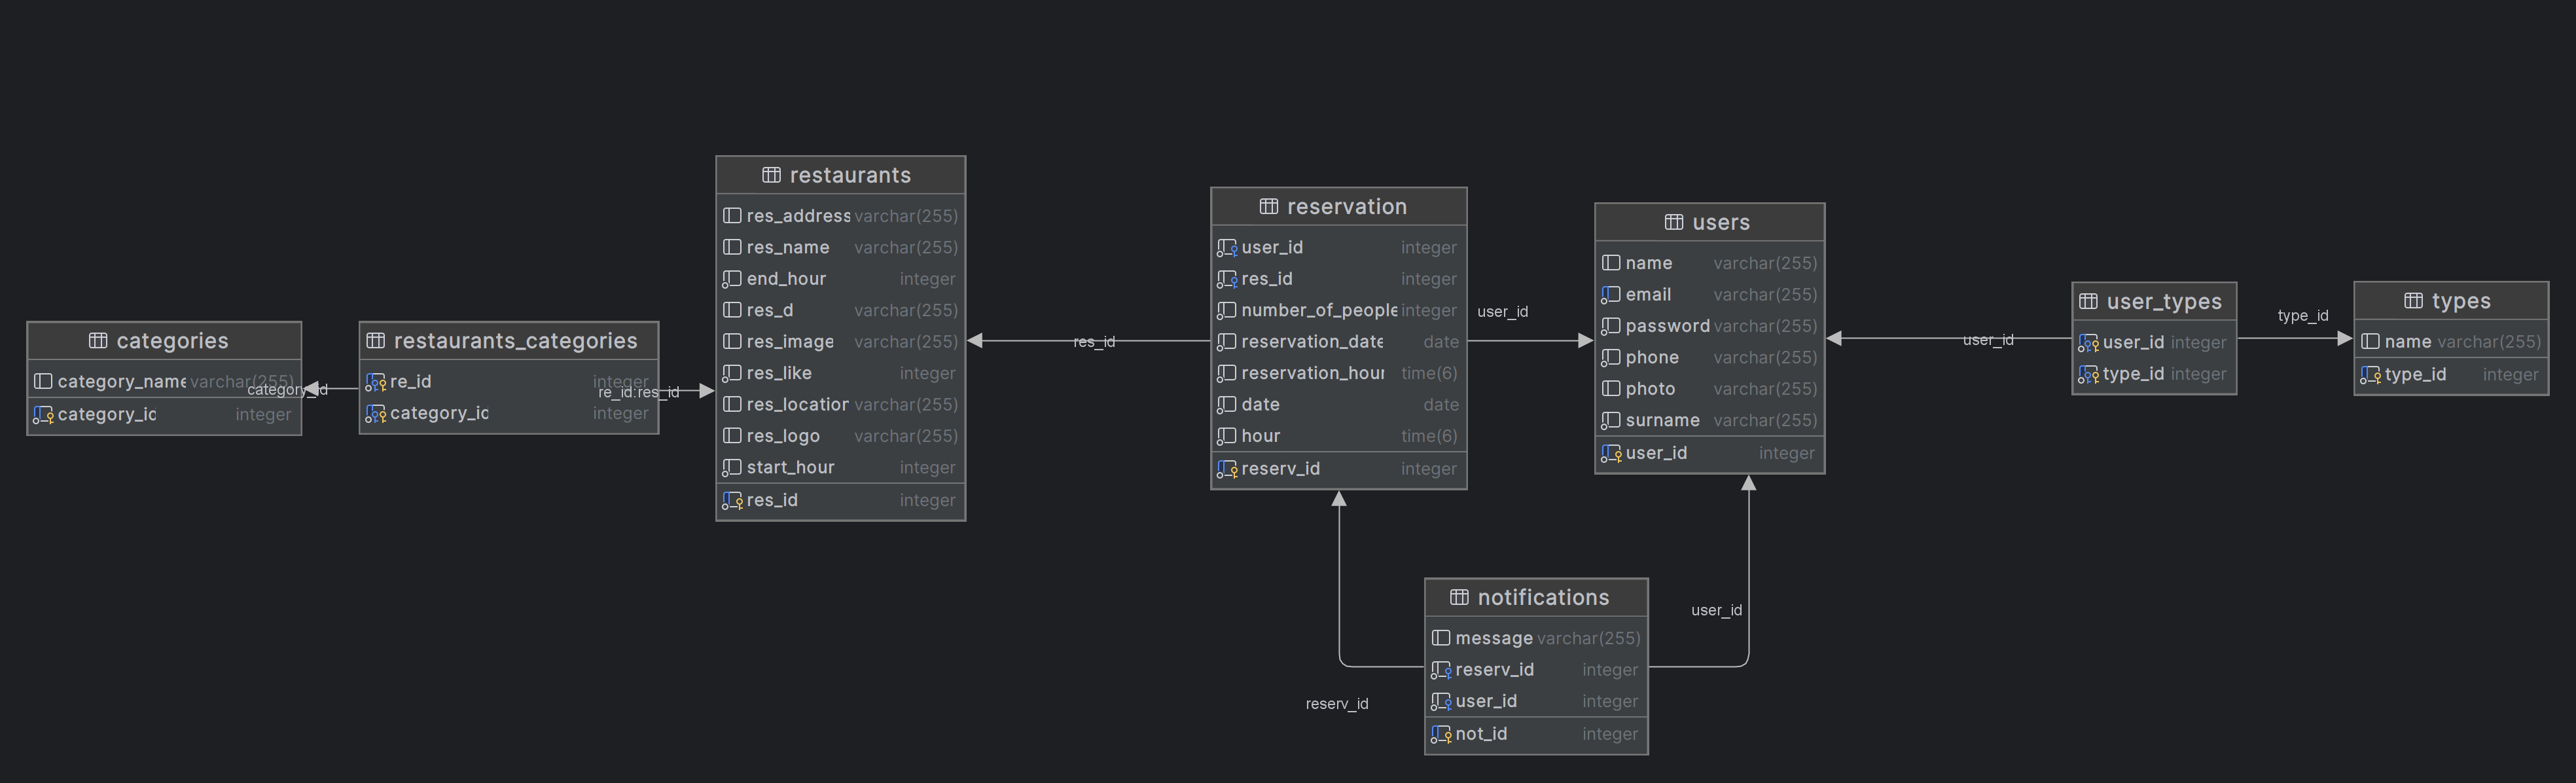 categories
category_name varchar(255)
category_id
category_ic integer
restaurants_categories
re_id integer
re_id:res_id
category_ic integer
restaurants
res_address varchar(255)
res_name varchar(255)
end_hour integer
res_d varchar(255)
res_image varchar(255)
res_like integer
res_location varchar(255)
res_logo varchar(255)
start_hour integer
res_id integer
res_id
reservation
user_id integer
res_id integer
number_of_people integer
reservation_date date
reservation_hour time(6)
date date
hour time(6)
reserv_id integer
user_id
users
name varchar(255)
email varchar(255)
password varchar(255)
phone varchar(255)
photo varchar(255)
surname varchar(255)
user_id integer
user_id
user_types
user_id integer
type_id integer
type_id
types
name varchar(255)
type_id integer
notifications
message varchar(255)
reserv_id integer
user_id integer
not_id integer
reserv_id
user_id